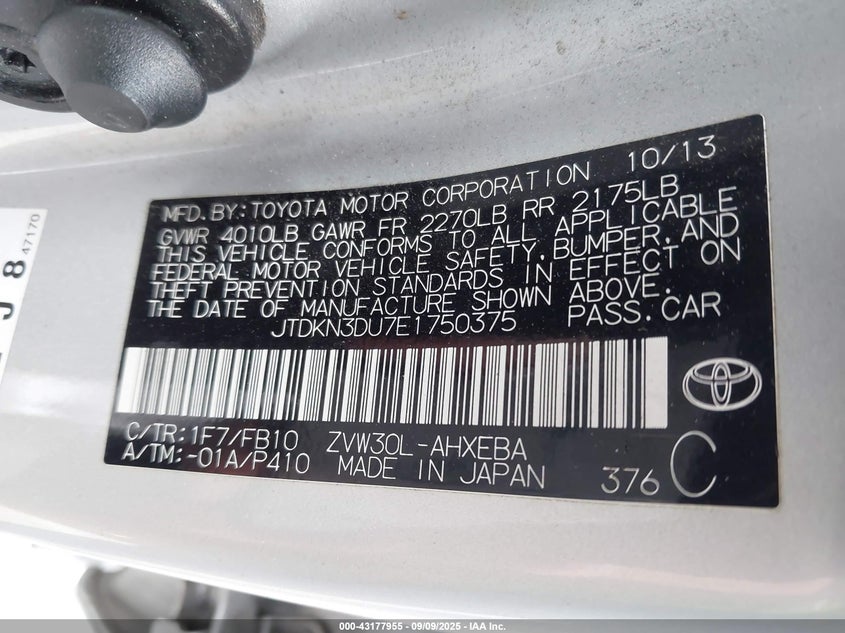 MFD. BY: TOYOTA MOTOR CORPORATION 10/13
GVWR 4010LB GAWR FR 2270LB RR 2175LB
THIS VEHICLE CONFORMS TO ALL APPLICABLE
FEDERAL MOTOR VEHICLE SAFETY, BUMPER, AND
THEFT PREVENTION STANDARDS IN EFFECT ON
THE DATE OF MANUFACTURE SHOWN ABOVE.
JTDKN3DU7E1750375 PASS. CAR
C/TR: 1F7/FB10 ZVW30L-AHXEBA
A/TM: -01A/P410 MADE IN JAPAN 376 C
J8
47170
000-43177955 - 09/09/2025 - IAA Inc.